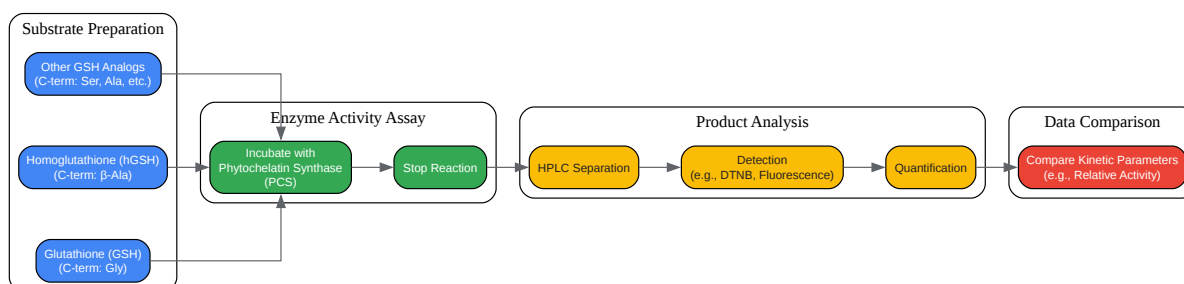 Substrate Preparation
Other GSH Analogs
(C-term: Ser, Ala, etc.)
Homoglutathione (hGSH)
(C-term: β-Ala)
Glutathione (GSH)
(C-term: Gly)
Enzyme Activity Assay
Incubate with
Phytochelatin Synthase
(PCS)
Stop Reaction
Product Analysis
HPLC Separation
Detection
(e.g., DTNB, Fluorescence)
Quantification
Data Comparison
Compare Kinetic Parameters
(e.g., Relative Activity)